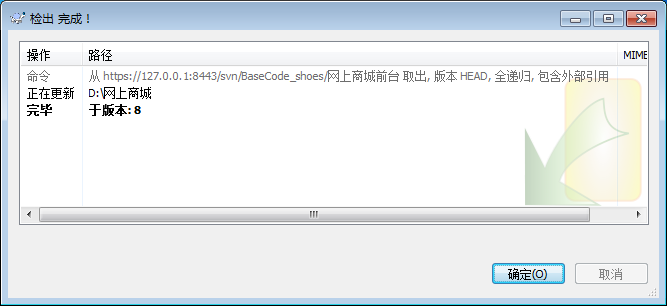 检出 完成！
操作 路径 MIME
命令 从 https://127.0.0.1:8443/svn/BaseCode_shoes/网上商城前台 取出, 版本 HEAD, 全递归, 包含外部引用
正在更新 D:\网上商城
完毕 于版本: 8
确定(O) 取消